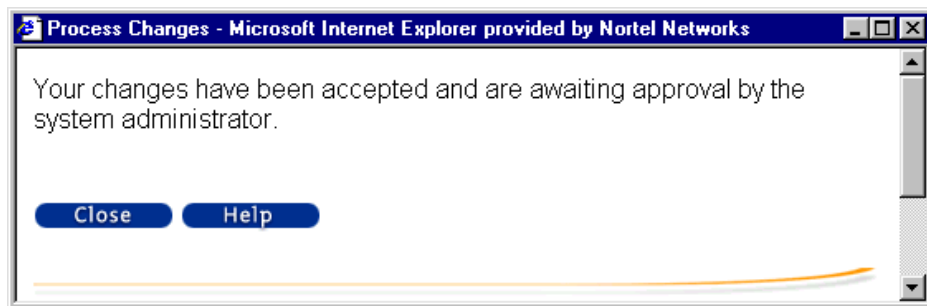 Process Changes - Microsoft Internet Explorer provided by Nortel Networks
Your changes have been accepted and are awaiting approval by the
system administrator.
Close Help